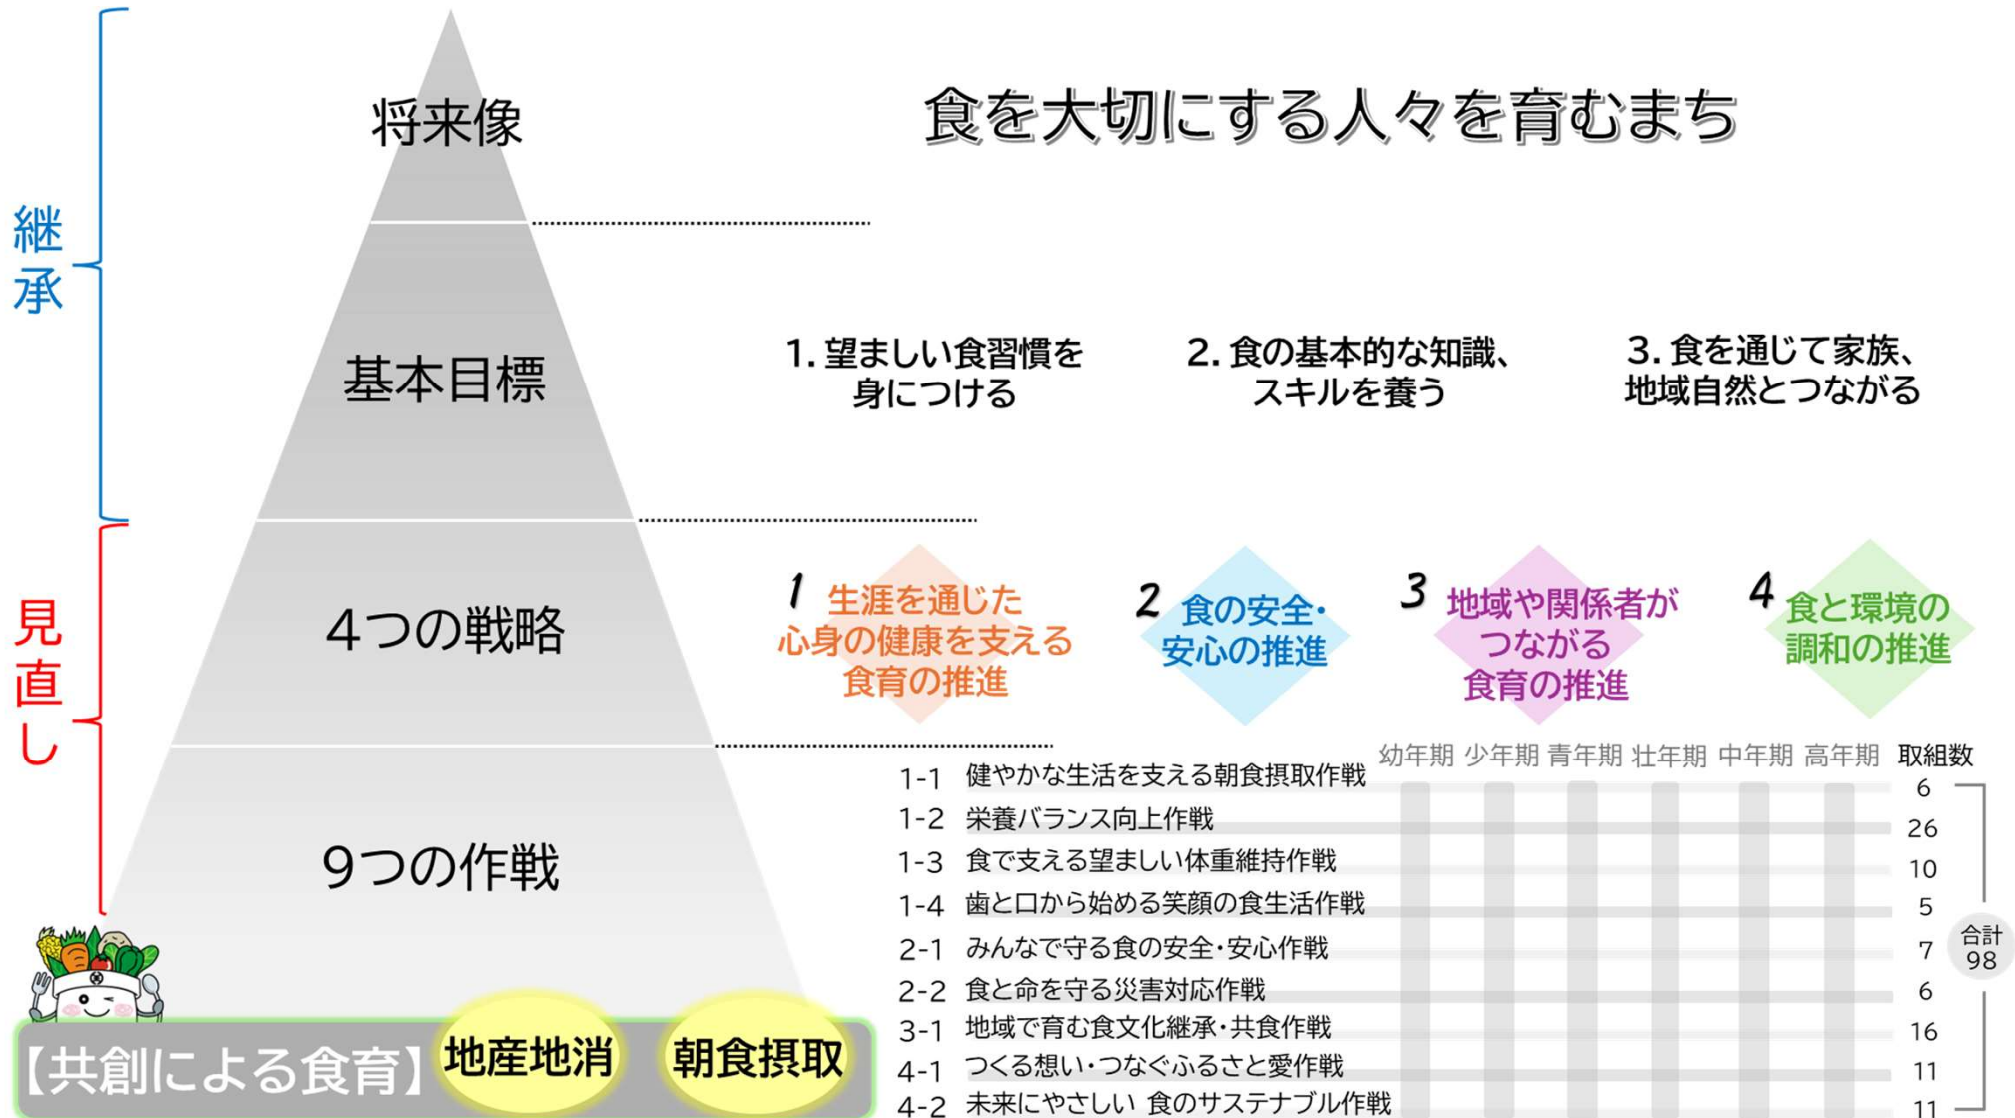 継承
将来像
食を大切にする人々を育むまち
基本目標
1. 望ましい食習慣を
身につける
2. 食の基本的な知識、
スキルを養う
3. 食を通じて家族、
地域自然とつながる
見直し
4つの戦略
1 生涯を通じた
心身の健康を支える
食育の推進
2 食の安全・
安心の推進
3 地域や関係者が
つながる
食育の推進
4 食と環境の
調和の推進
9つの作戦
幼年期 少年期 青年期 壮年期 中年期 高年期 取組数
1-1 健やかな生活を支える朝食摂取作戦 6
1-2 栄養バランス向上作戦 26
1-3 食で支える望ましい体重維持作戦 10
1-4 歯と口から始める笑顔の食生活作戦 5
2-1 みんなで守る食の安全・安心作戦 7
2-2 食と命を守る災害対応作戦 6
3-1 地域で育む食文化継承・共食作戦 16
4-1 つくる想い・つなぐふるさと愛作戦 11
4-2 未来にやさしい 食のサステナブル作戦 11
合計
98
【共創による食育】 地産地消 朝食摂取